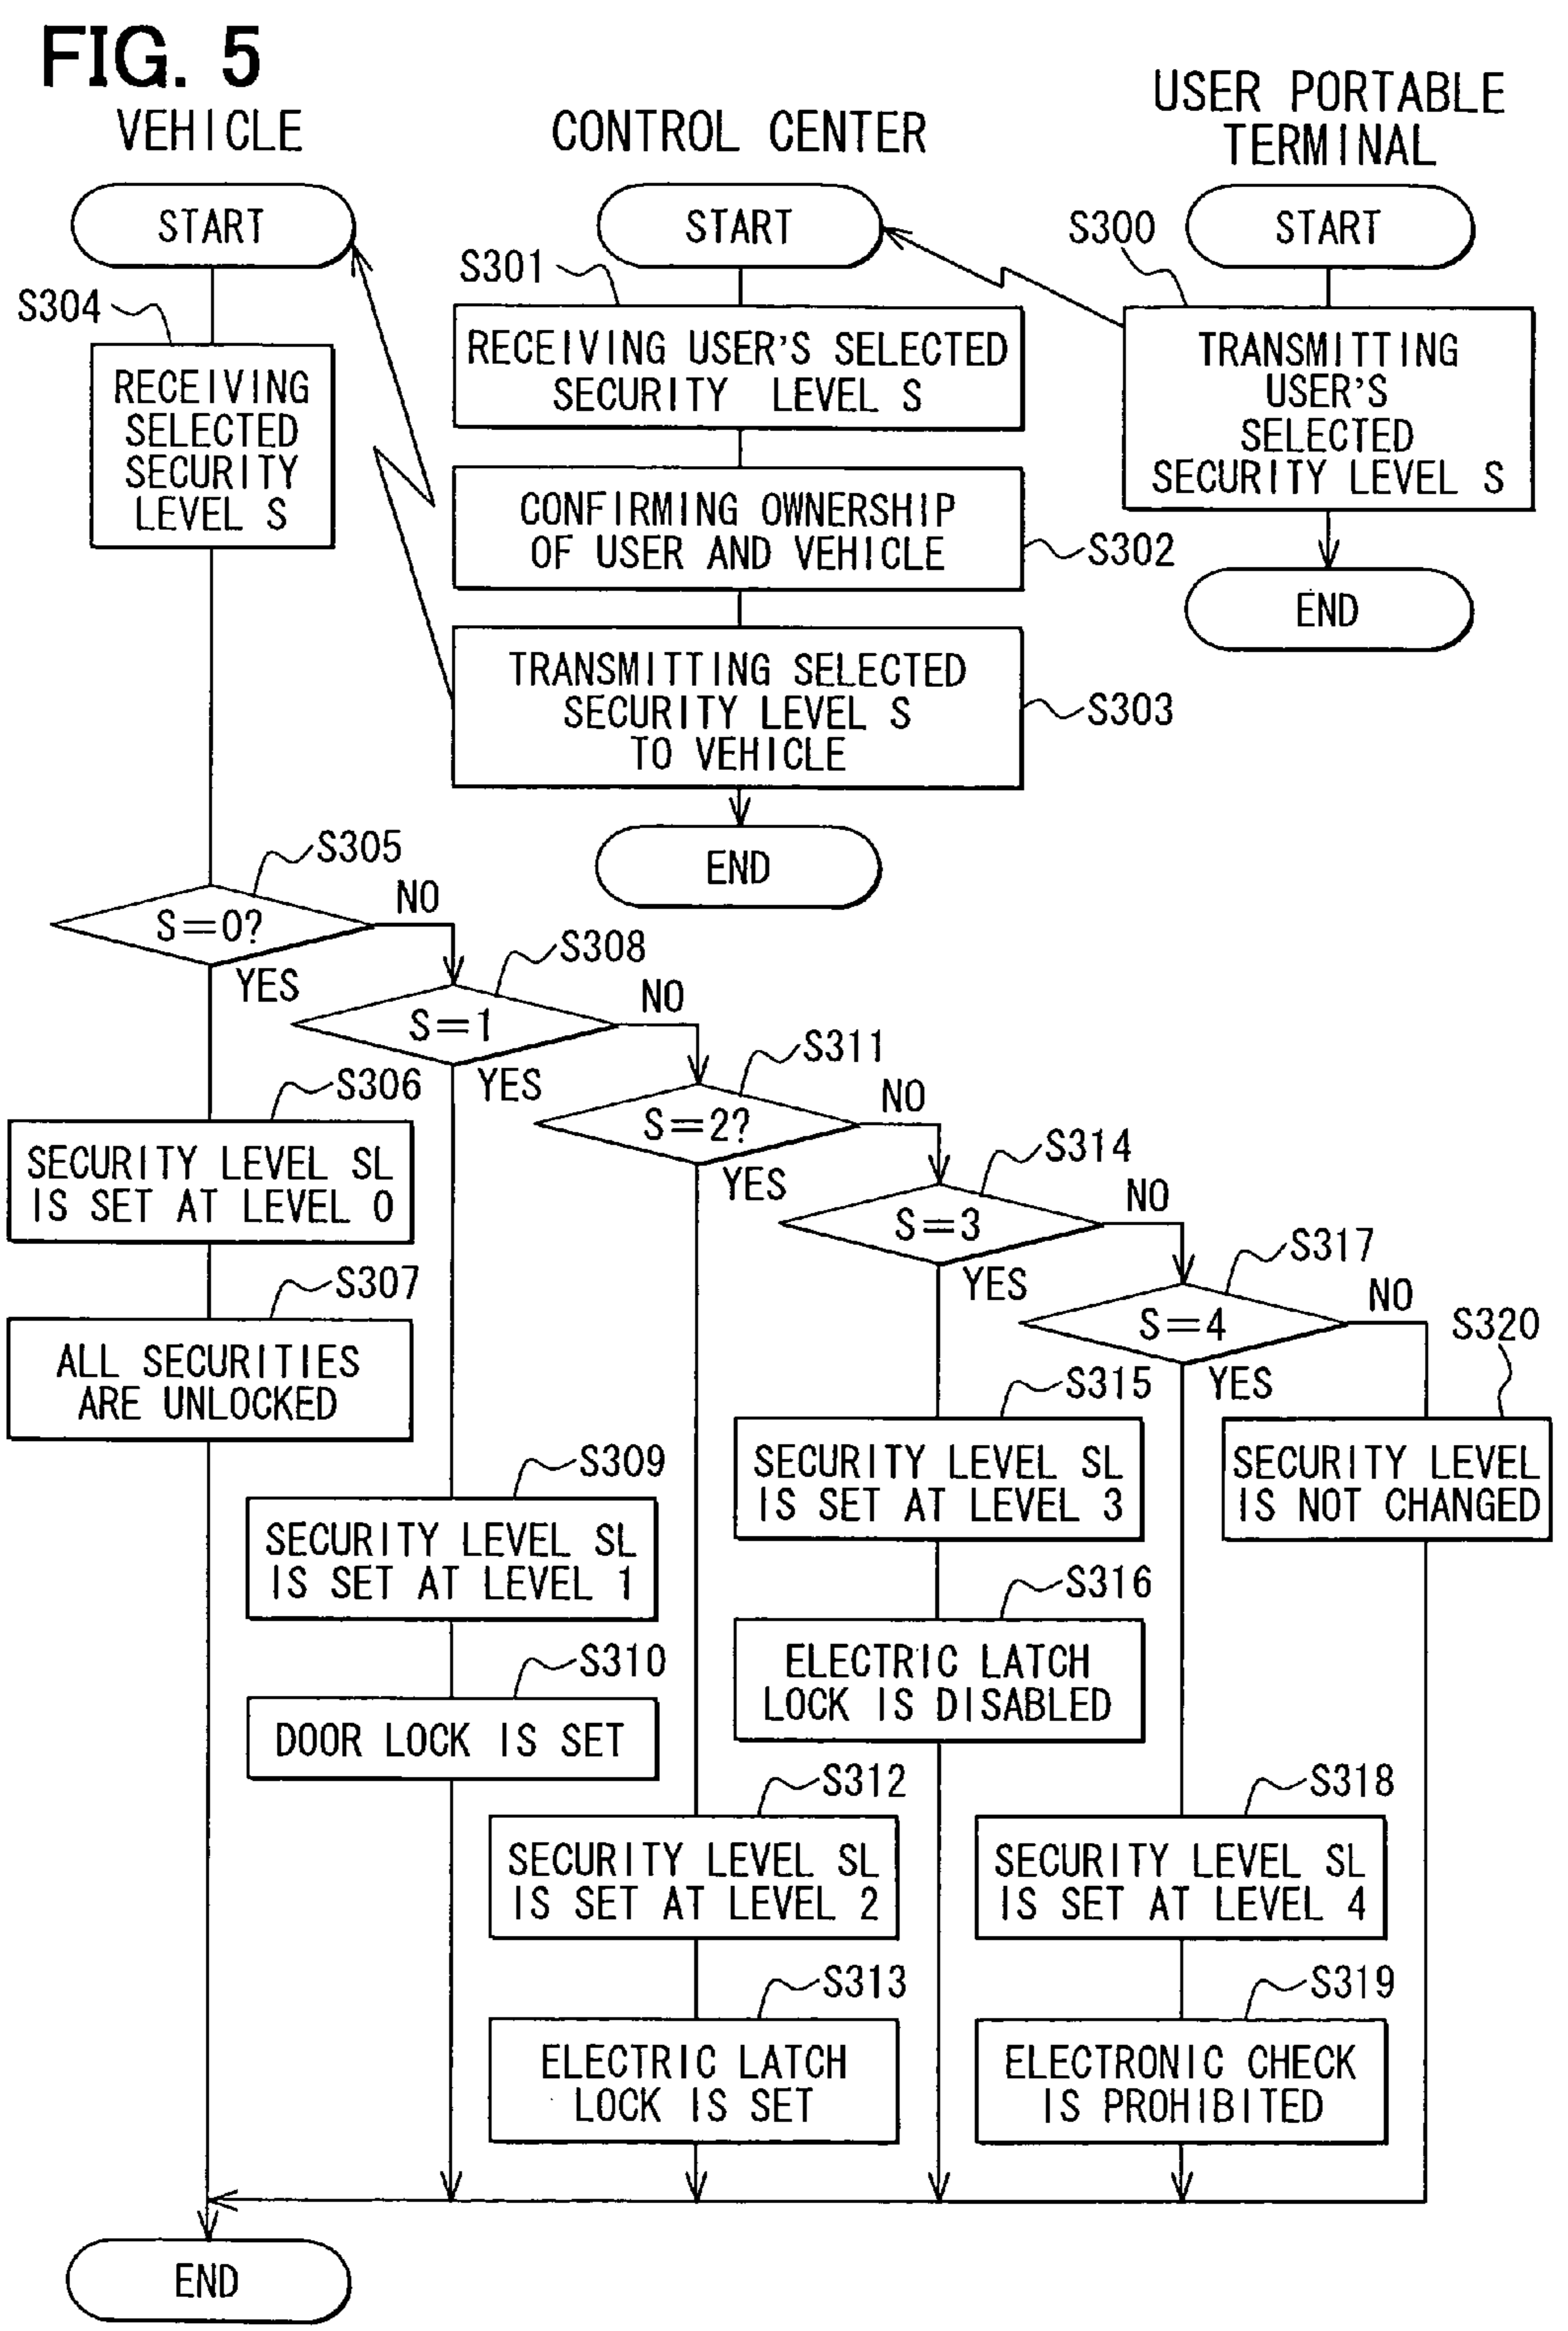 FIG. 5
VEHICLE
CONTROL CENTER
USER PORTABLE
TERMINAL
START
START
START
S300
S301
S304
RECEIVING USER'S SELECTED
SECURITY LEVEL S
TRANSMITTING
USER'S
SELECTED
SECURITY LEVEL S
RECEIVING
SELECTED
SECURITY
LEVEL S
CONFIRMING OWNERSHIP
OF USER AND VEHICLE
S302
END
TRANSMITTING SELECTED
SECURITY LEVEL S
TO VEHICLE
S303
END
S305
S=0?
NO
YES
S308
S=1
NO
YES
S311
S=2?
NO
YES
S314
S=3
NO
YES
S317
S=4
NO
YES
S306
SECURITY LEVEL SL
IS SET AT LEVEL 0
S307
ALL SECURITIES
ARE UNLOCKED
S320
SECURITY LEVEL
IS NOT CHANGED
S315
SECURITY LEVEL SL
IS SET AT LEVEL 3
S309
SECURITY LEVEL SL
IS SET AT LEVEL 1
S316
ELECTRIC LATCH
LOCK IS DISABLED
S310
DOOR LOCK IS SET
S312
SECURITY LEVEL SL
IS SET AT LEVEL 2
S318
SECURITY LEVEL SL
IS SET AT LEVEL 4
S313
ELECTRIC LATCH
LOCK IS SET
S319
ELECTRONIC CHECK
IS PROHIBITED
END